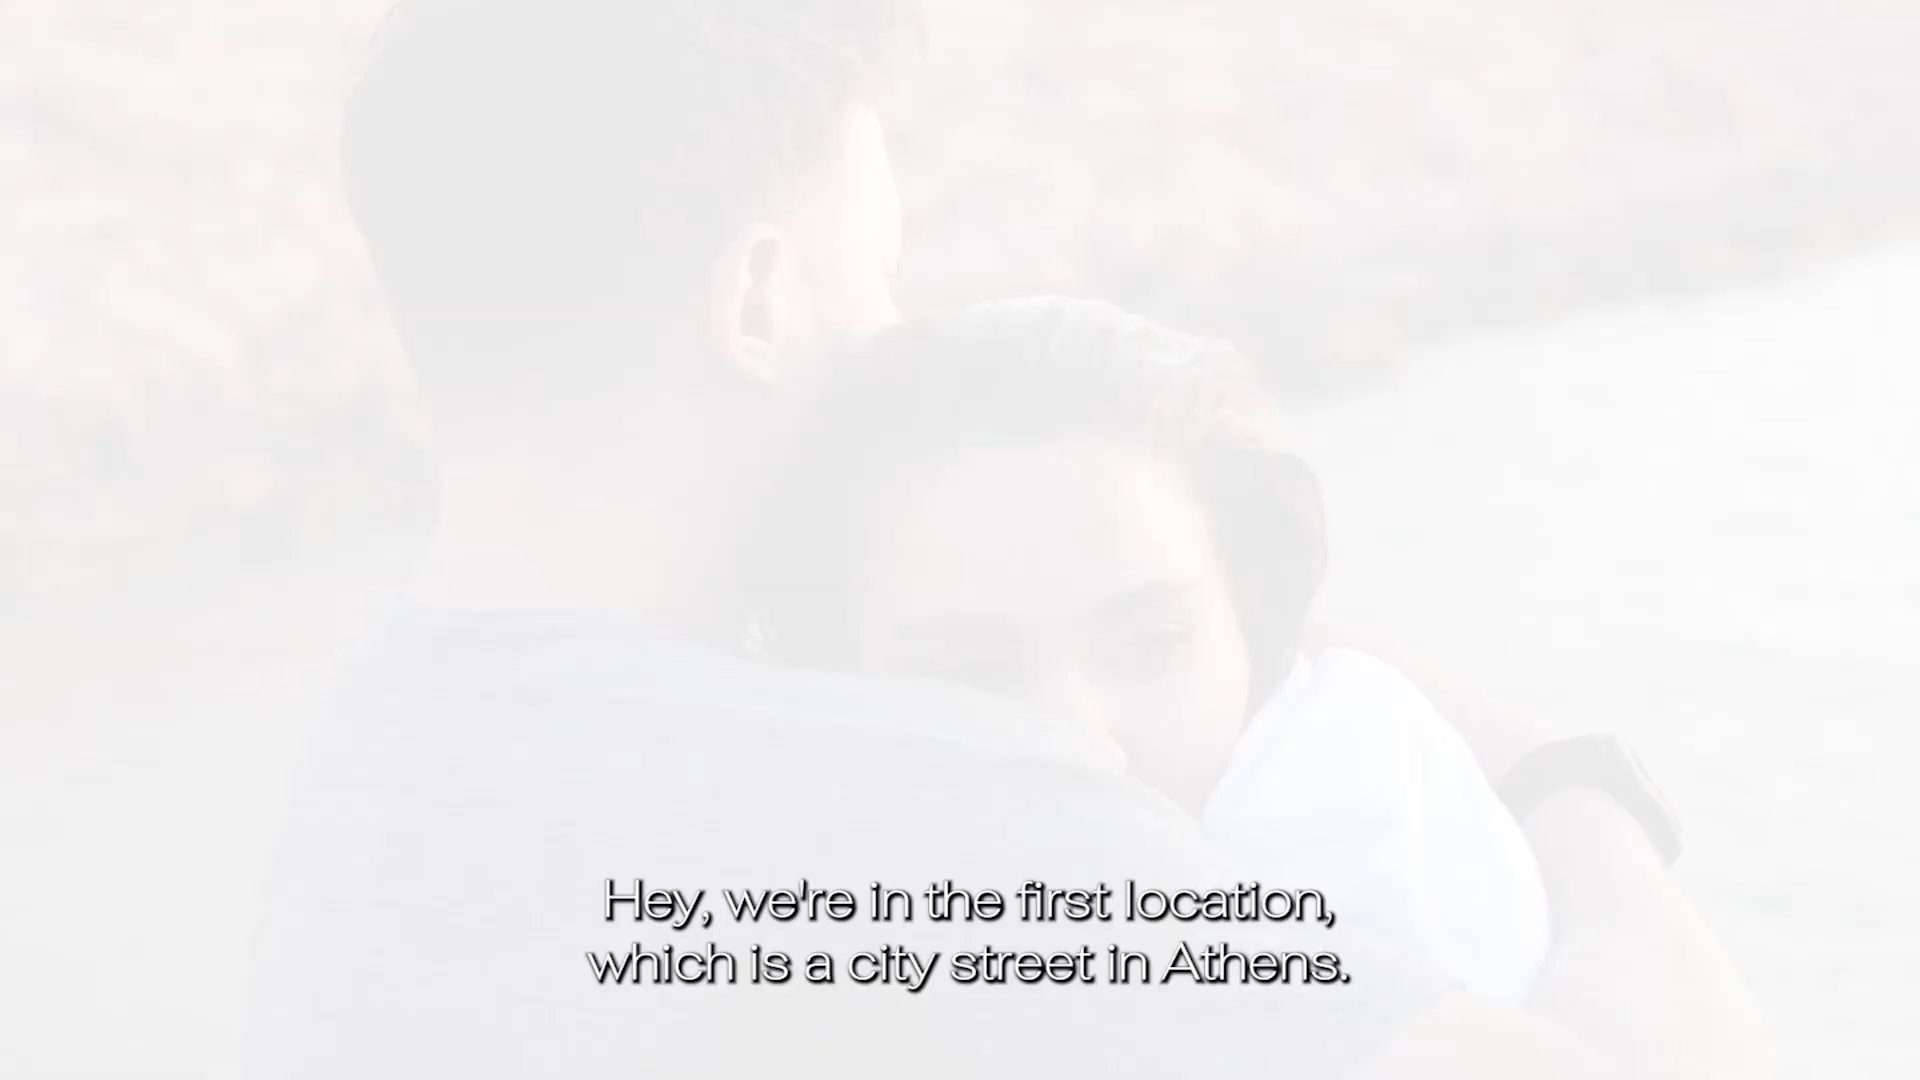 Hey, we're in the first location,
which is a city street in Athens.